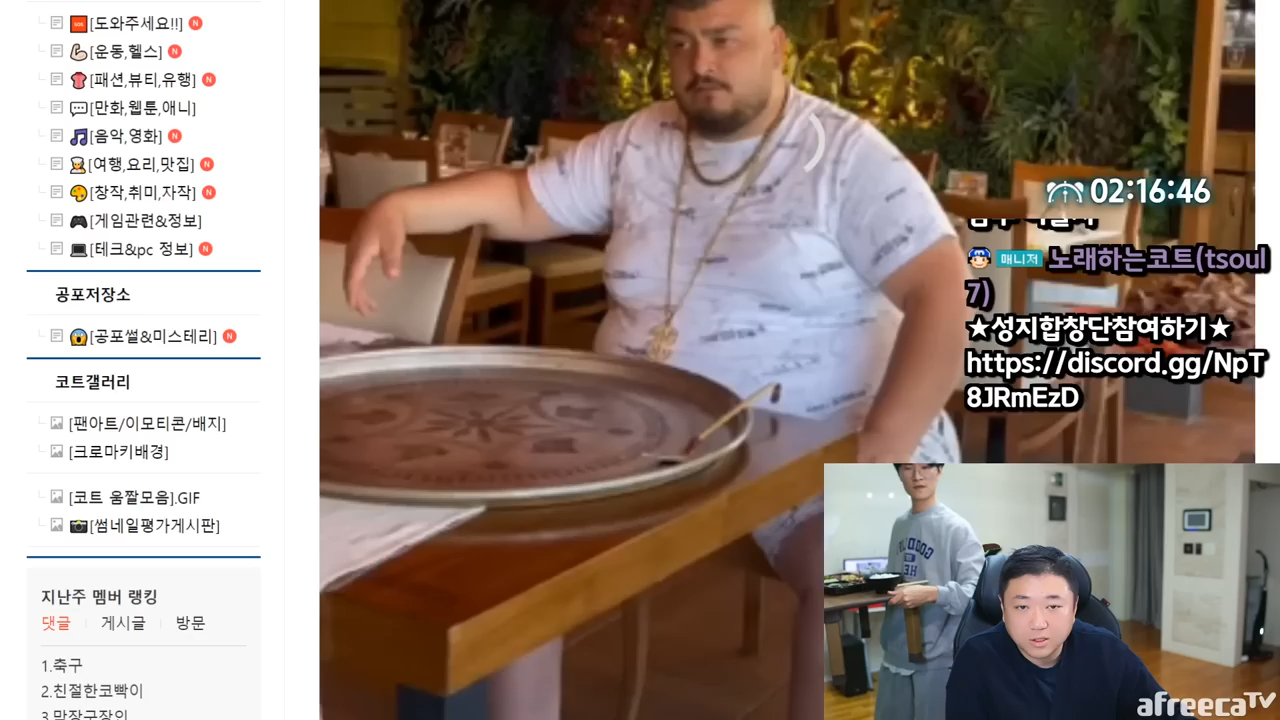 [도와주세요!!] N
[운동,헬스] N
[패션,뷰티,유행] N
[만화,웹툰,애니]
[음악,영화] N
[여행,요리,맛집] N
[창작,취미,자작] N
[게임관련&정보]
[테크&pc 정보] N
공포저장소
[공포썰&미스테리] N
코트갤러리
[팬아트/이모티콘/배지]
[크로마키배경]
[코트 움짤모음].GIF
[썸네일평가게시판]
지난주 멤버 랭킹
댓글 게시글 방문
1.축구
2.친절한코빡이
02:16:46
매니저 노래하는코트(tsoul
7)
★성지합창단참여하기★
https://discord.gg/NpT
8JRmEzD
afreecaTV